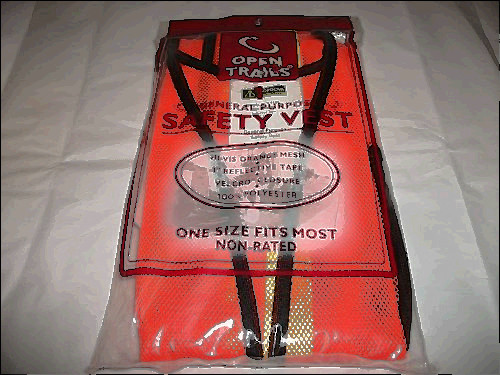 OPEN
TRAILS®
GENERAL PURPOSE
SAFETY VEST
HI-VIS ORANGE MESH
1" REFLECTIVE TAPE
VELCRO CLOSURE
100% POLYESTER
ONE SIZE FITS MOST
NON-RATED